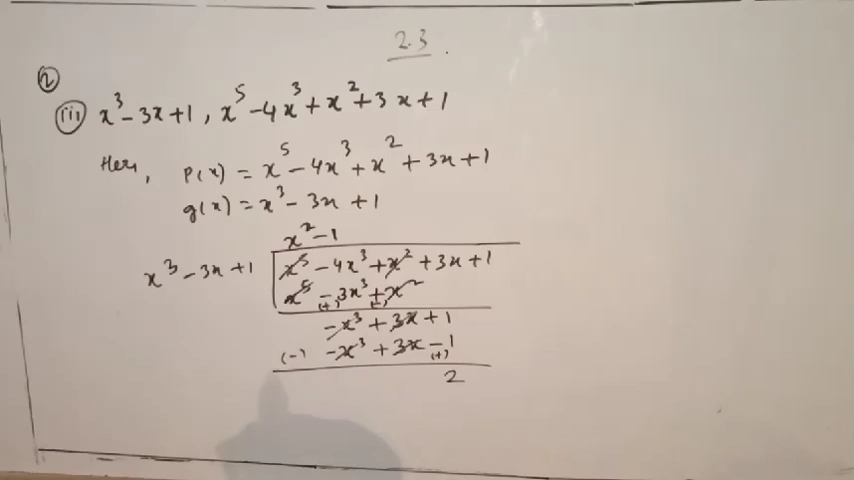 2.3.
②
(iii) x³ - 3x + 1, x⁵ - 4x³ + x² + 3x + 1
Here, p(x) = x⁵ - 4x³ + x² + 3x + 1
g(x) = x³ - 3x + 1
x² - 1
x³ - 3x + 1 x⁵ - 4x³ + x² + 3x + 1
x⁵ - 3x³ + x²
(+) (-)
-x³ + 3x + 1
(-) -x³ + 3x - 1
(+)
2